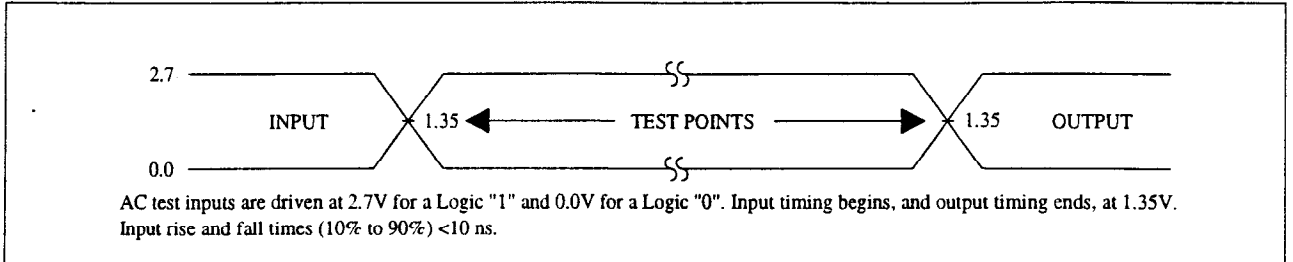 2.7
INPUT 1.35 TEST POINTS 1.35 OUTPUT
0.0
AC test inputs are driven at 2.7V for a Logic "1" and 0.0V for a Logic "0". Input timing begins, and output timing ends, at 1.35V.
Input rise and fall times (10% to 90%) <10 ns.